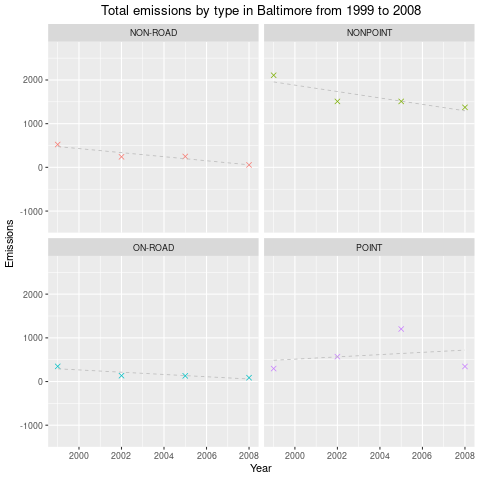 Total emissions by type in Baltimore from 1999 to 2008
NON-ROAD NONPOINT
2000
1000
0
-1000
ON-ROAD POINT
2000
1000
0
-1000
2000 2002 2004 2006 2008 2000 2002 2004 2006 2008
Year
Emissions